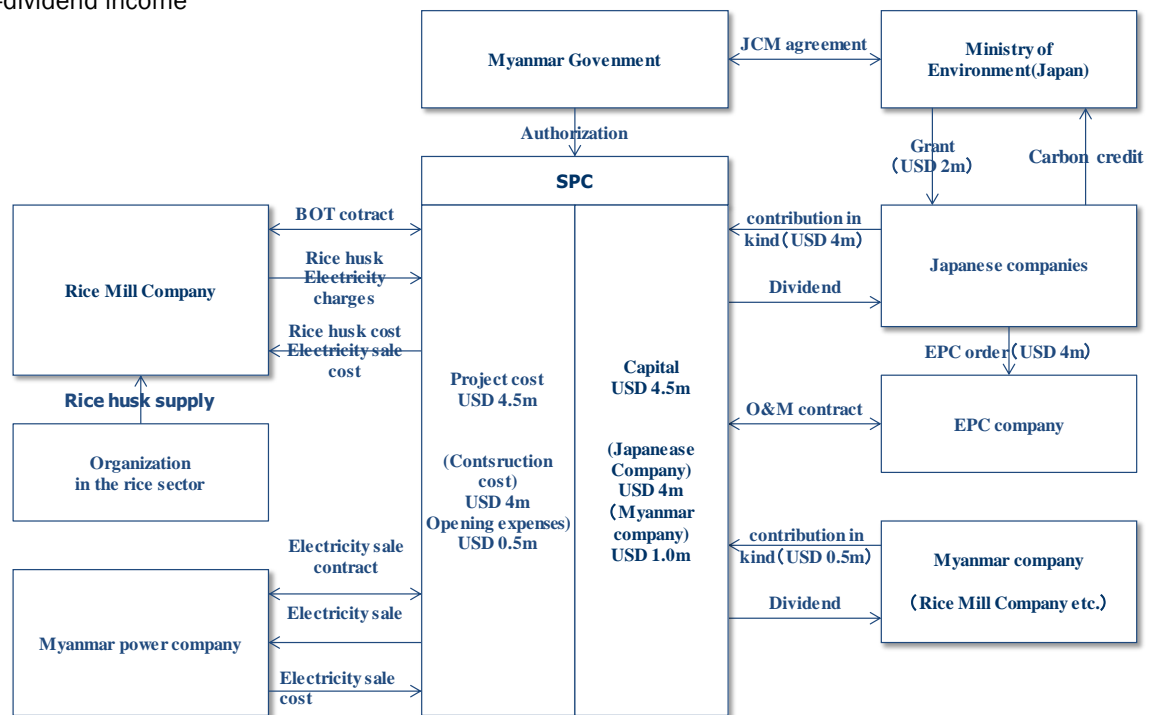 -dividend income
Myanmar Govenment
JCM agreement
Ministry of
Environment(Japan)
Authorization
Grant
(USD 2m)
Carbon credit
SPC
BOT cotract
Rice husk
Electricity
charges
Rice husk cost
Electricity sale
cost
Rice Mill Company
Rice husk supply
Organization
in the rice sector
Electricity sale
contract
Electricity sale
Electricity sale
cost
Myanmar power company
Project cost
USD 4.5m
(Contsruction
cost)
USD 4m
Opening expenses)
USD 0.5m
Capital
USD 4.5m
(Japanease
Company)
USD 4m
(Myanmar
company)
USD 1.0m
contribution in
kind(USD 4m)
Dividend
Japanese companies
EPC order(USD 4m)
O&M contract
EPC company
contribution in
kind(USD 0.5m)
Dividend
Myanmar company
(Rice Mill Company etc.)